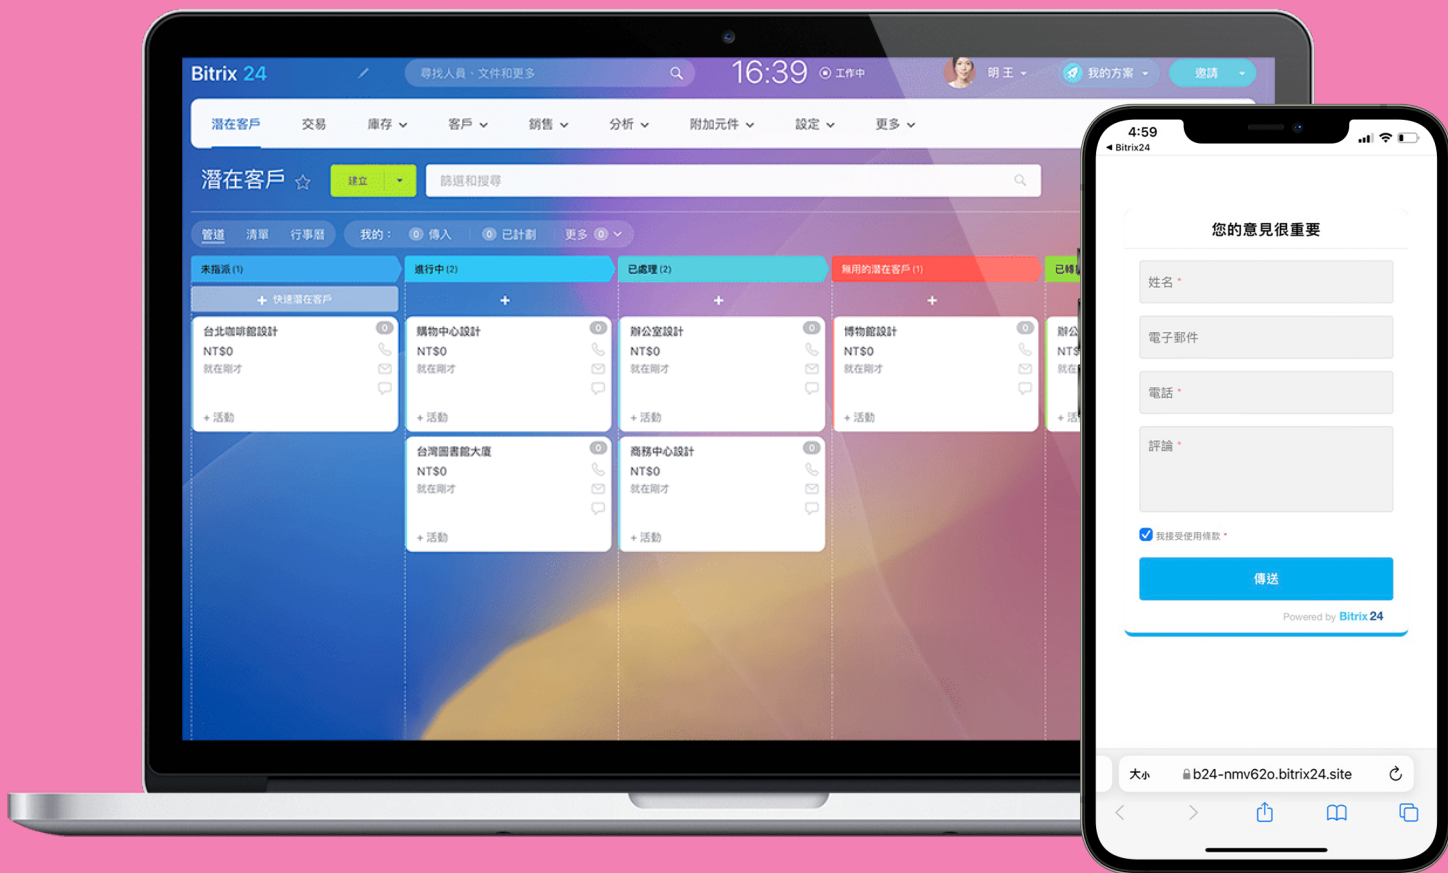 Bitrix 24
尋找人員、文件和更多
16:39
工作中
明 王
我的方案
邀請
潛在客戶
交易
庫存
客戶
銷售
分析
附加元件
設定
更多
潛在客戶
建立
篩選和搜尋
管道
清單
行事曆
我的：
0 傳入
0 已計劃
更多 0
未指派 (1)
進行中 (2)
已處理 (2)
無用的潛在客戶 (1)
+ 快速潛在客戶
+
+
+
台北咖啡館設計
0
NT$0
就在剛才
+ 活動
購物中心設計
0
NT$0
就在剛才
+ 活動
辦公室設計
0
NT$0
就在剛才
+ 活動
博物館設計
0
NT$0
就在剛才
+ 活動
台灣圖書館大廈
0
NT$0
就在剛才
+ 活動
商務中心設計
0
NT$0
就在剛才
+ 活動
4:59
Bitrix24
您的意見很重要
姓名 *
電子郵件
電話 *
評論 *
我接受使用條款 *
傳送
Powered by Bitrix24
大小
b24-nmv62o.bitrix24.site